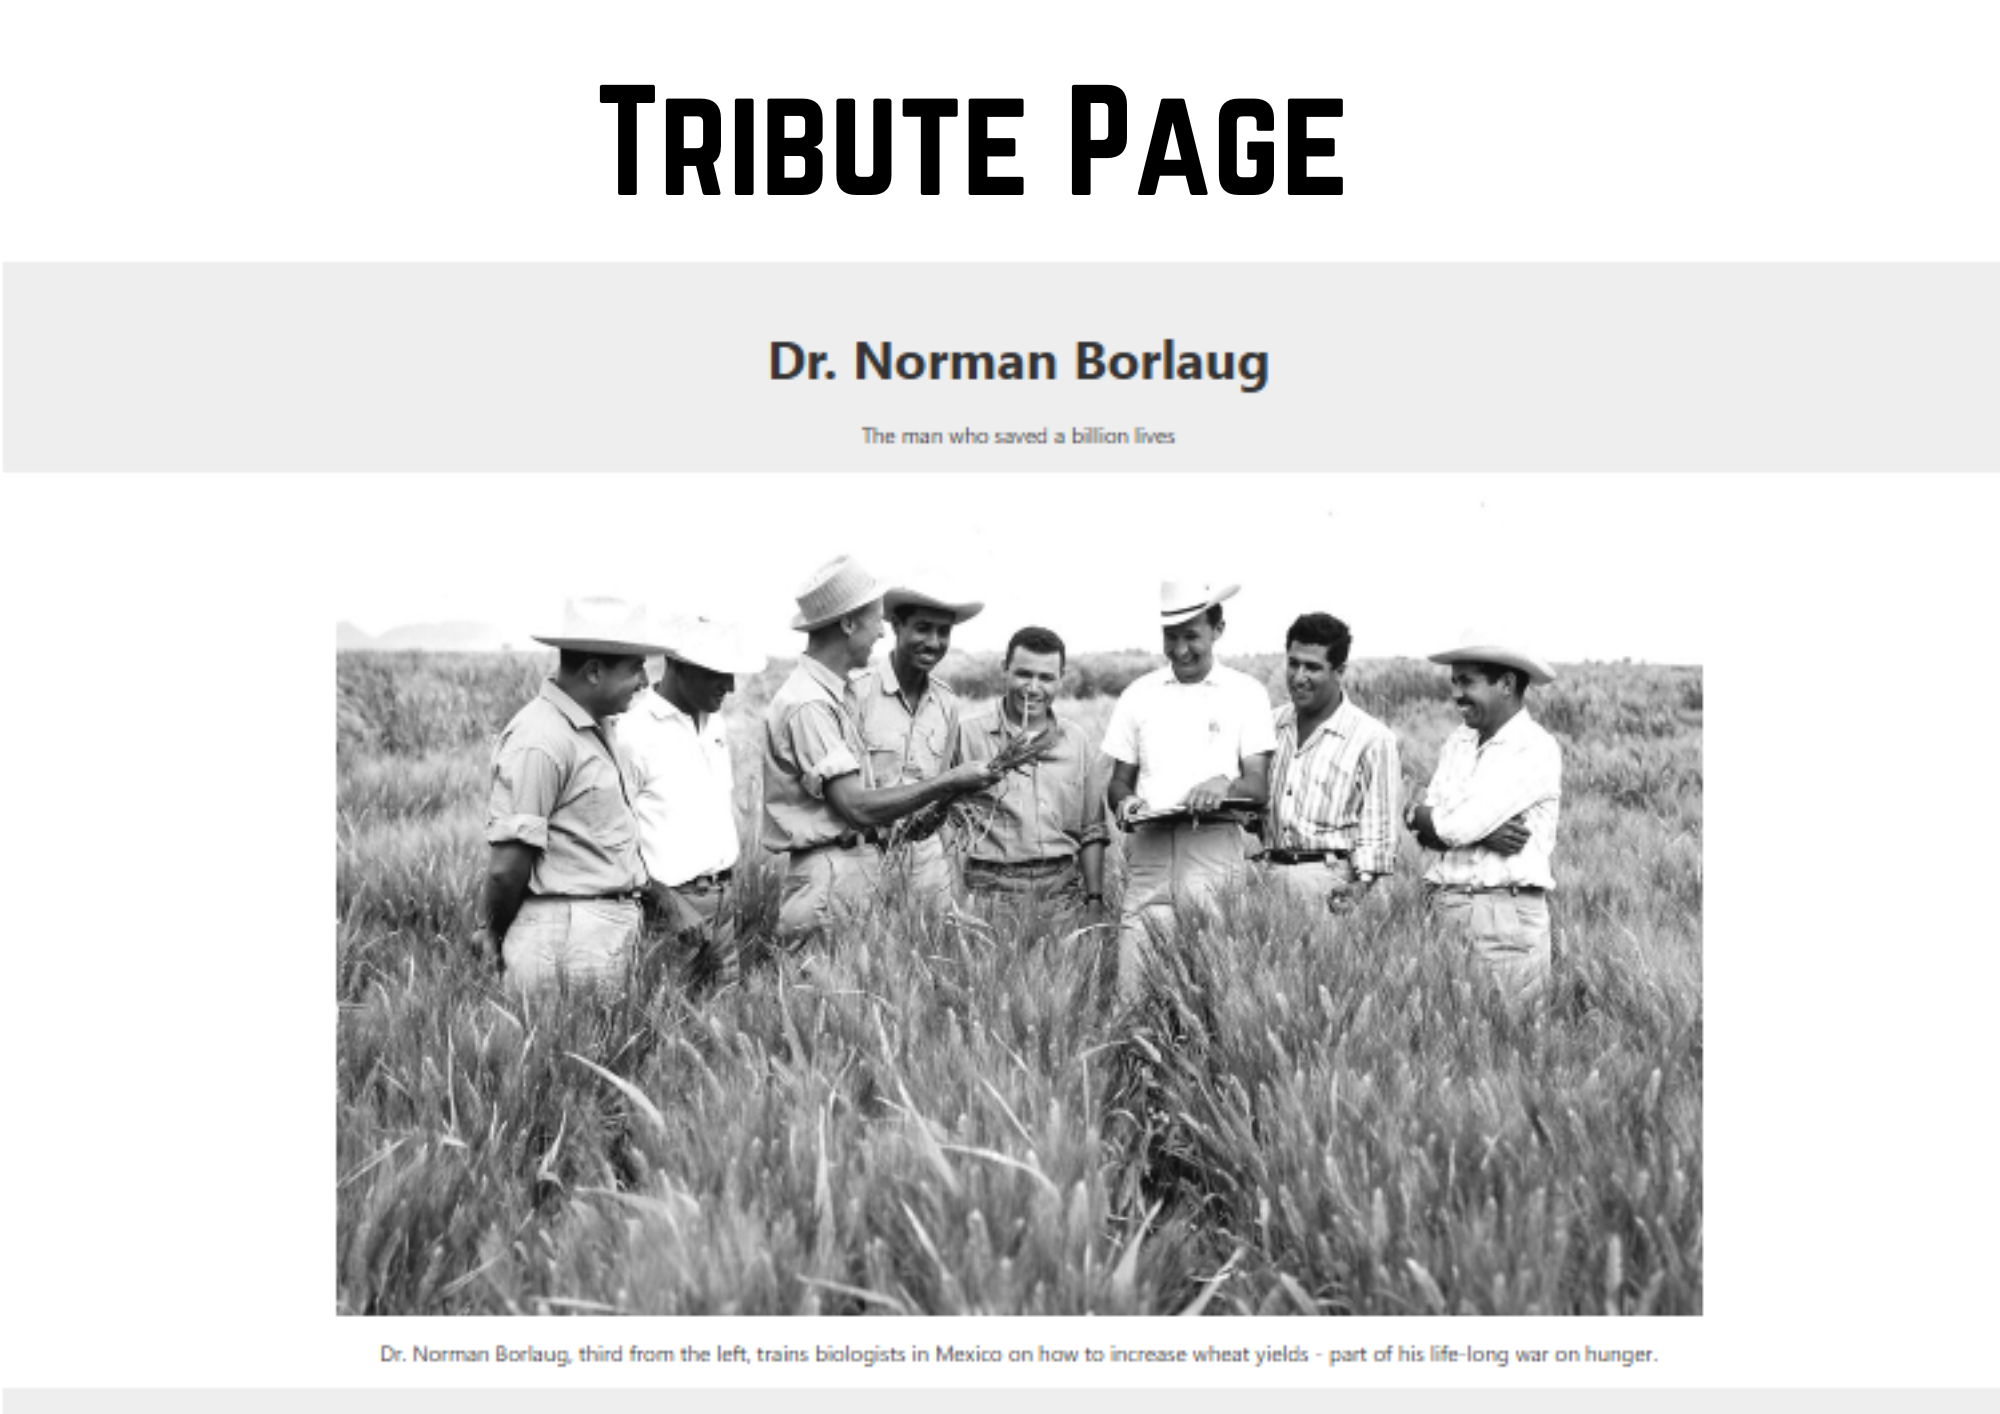 Tribute Page
Dr. Norman Borlaug
The man who saved a billion lives
Dr. Norman Borlaug, third from the left, trains biologists in Mexico on how to increase wheat yields - part of his life-long war on hunger.